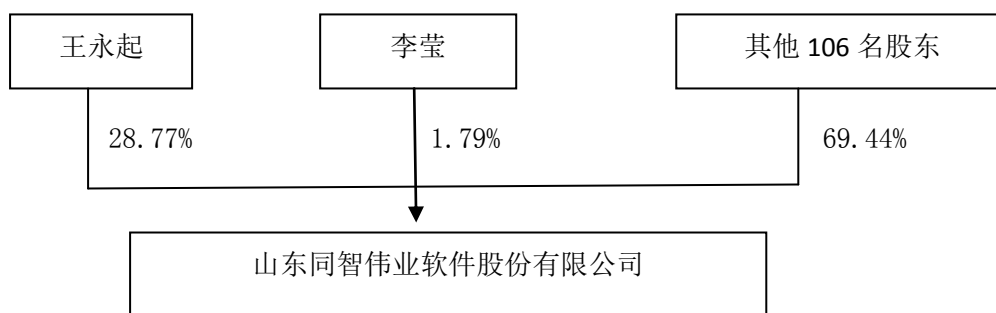 王永起
李莹
其他 106 名股东
28.77%
1.79%
69.44%
山东同智伟业软件股份有限公司